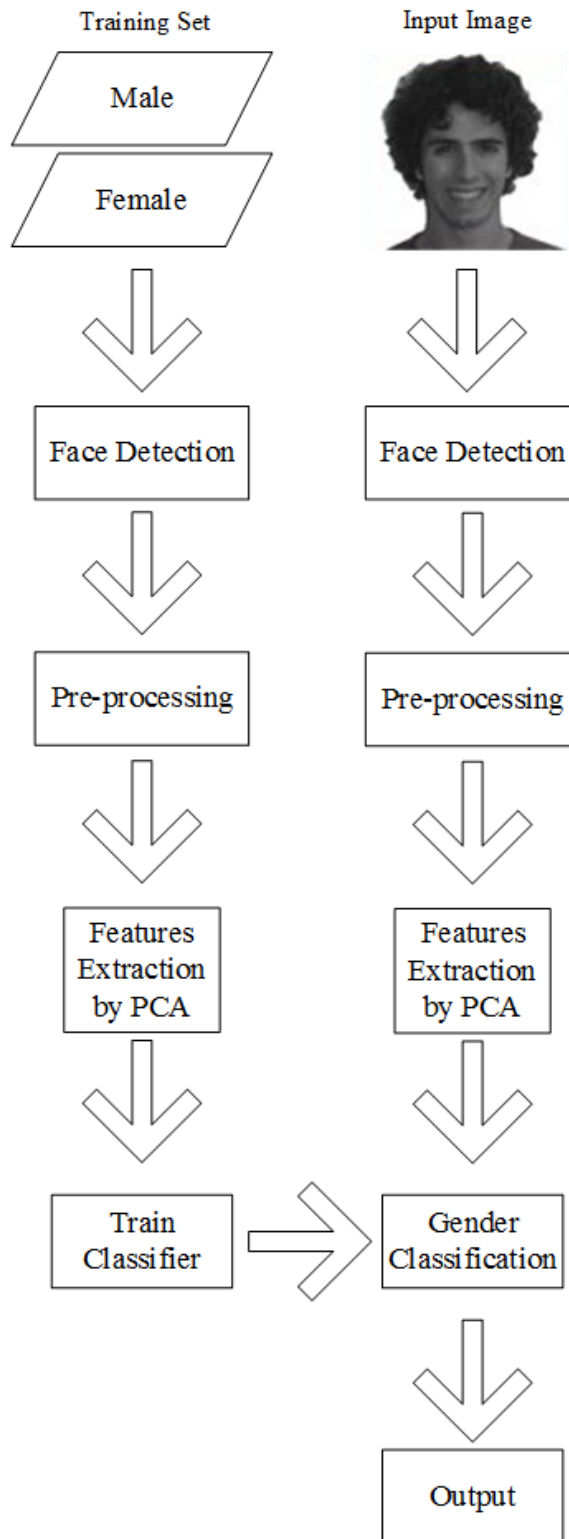 Training Set
Male
Female
Face Detection
Pre-processing
Features
Extraction
by PCA
Train
Classifier
Input Image
Face Detection
Pre-processing
Features
Extraction
by PCA
Gender
Classification
Output